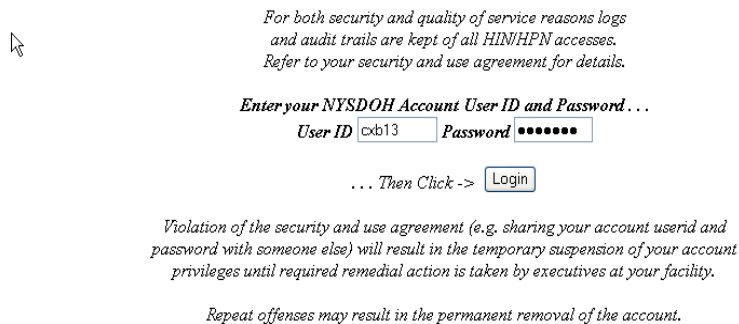 For both security and quality of service reasons logs
and audit trails are kept of all HIN/HPN accesses.
Refer to your security and use agreement for details.
Enter your NYSDOH Account User ID and Password . . .
User ID cxb13 Password ●●●●●●●
. . . Then Click -> Login
Violation of the security and use agreement (e.g. sharing your account userid and
password with someone else) will result in the temporary suspension of your account
privileges until required remedial action is taken by executives at your facility.
Repeat offenses may result in the permanent removal of the account.